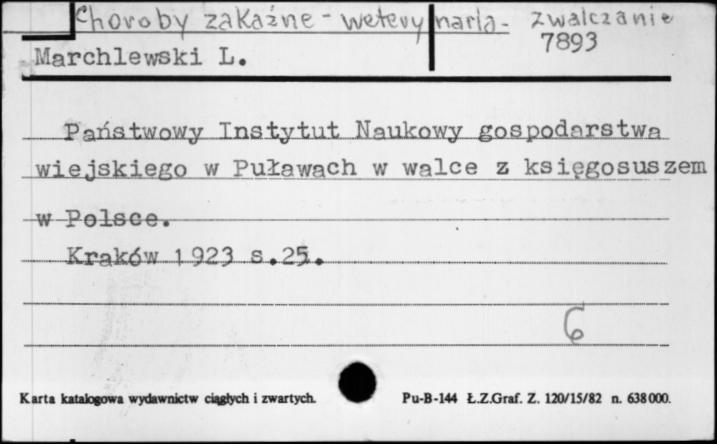 Choroby zakaźne - weterynaria - zwalczanie
7893
Marchlewski L.
Państwowy Instytut Naukowy gospodarstwa
wiejskiego w Puławach w walce z księgosuszem
w Polsce.
Kraków 1923 s.25.
6
Karta katalogowa wydawnictw ciągłych i zwartych.
Pu-B-144 Ł.Z.Graf. Z. 120/15/82 n. 638000.